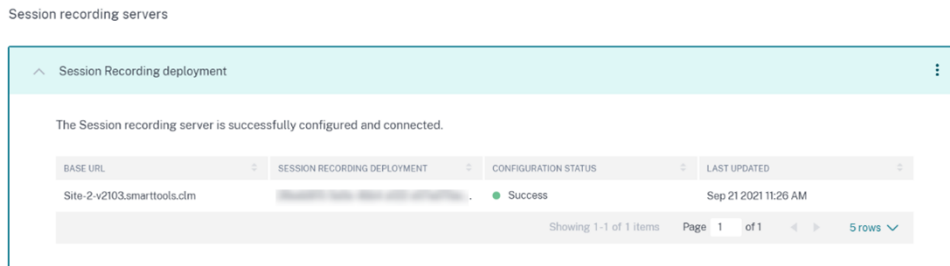 Session recording servers
Session Recording deployment
The Session recording server is successfully configured and connected.
BASE URL SESSION RECORDING DEPLOYMENT CONFIGURATION STATUS LAST UPDATED
Site-2-v2103.smarttools.clm . Success Sep 21 2021 11:26 AM
Showing 1-1 of 1 items Page 1 of 1 5 rows